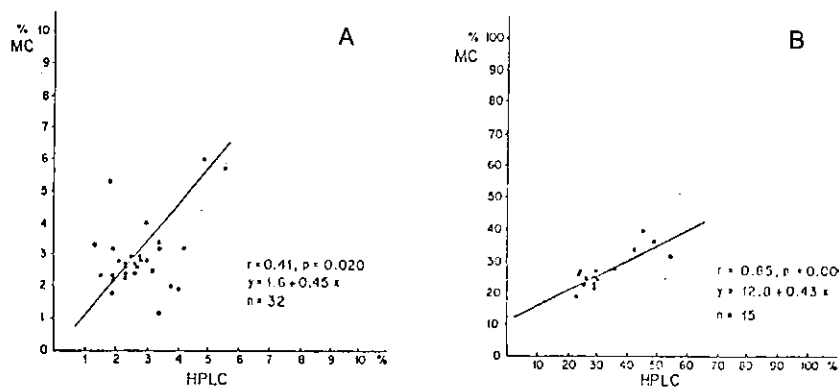 A
%
MC
10
9
8
7
6
5
4
3
2
1
0
1 2 3 4 5 6 7 8 9 10 %
HPLC
r = 0.41, p = 0.020
y = 1.6 + 0.45 x
n = 32
B
%
MC
100
90
80
70
60
50
40
30
20
10
0
10 20 30 40 50 60 70 80 90 100 %
HPLC
y = 12.0 + 0.43 x
n = 15